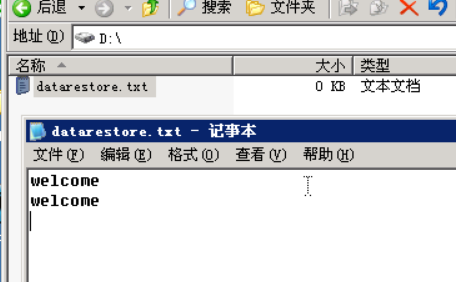 后退 搜索 文件夹
地址(D) D:\
名称 大小 类型
datarestore.txt 0 KB 文本文档
datarestore.txt - 记事本
文件(F) 编辑(E) 格式(O) 查看(V) 帮助(H)
welcome
welcome